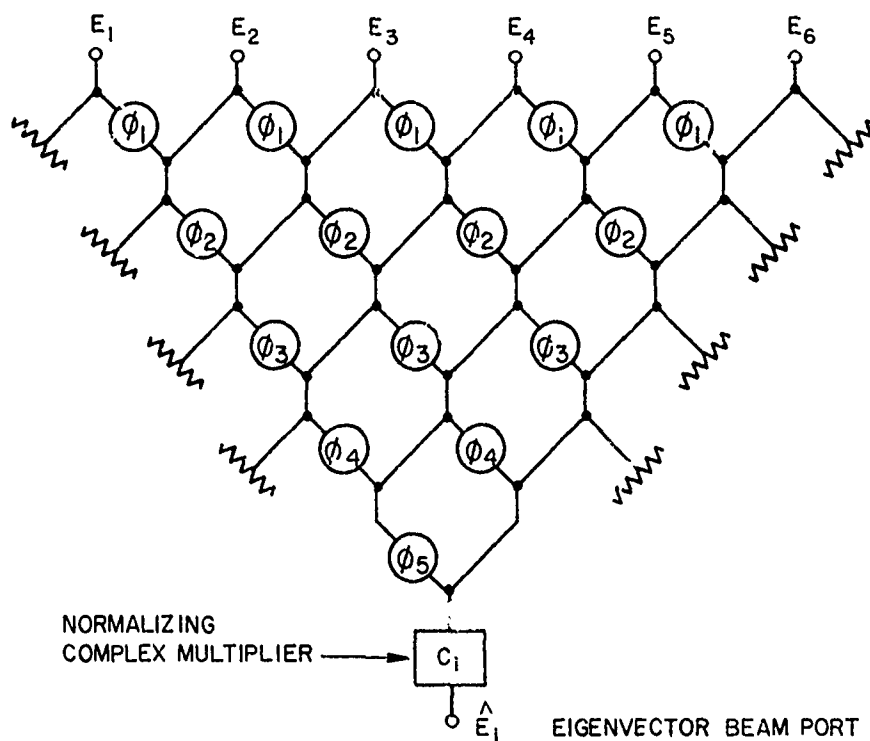 E₁ E₂ E₃ E₄ E₅ E₆
ϕ₁ ϕ₁ ϕ₁ ϕᵢ ϕ₁
ϕ₂ ϕ₂ ϕ₂ ϕ₂
ϕ₃ ϕ₃ ϕ₃
ϕ₄ ϕ₄
ϕ₅
NORMALIZING
COMPLEX MULTIPLIER
Cᵢ
Êᵢ EIGENVECTOR BEAM PORT